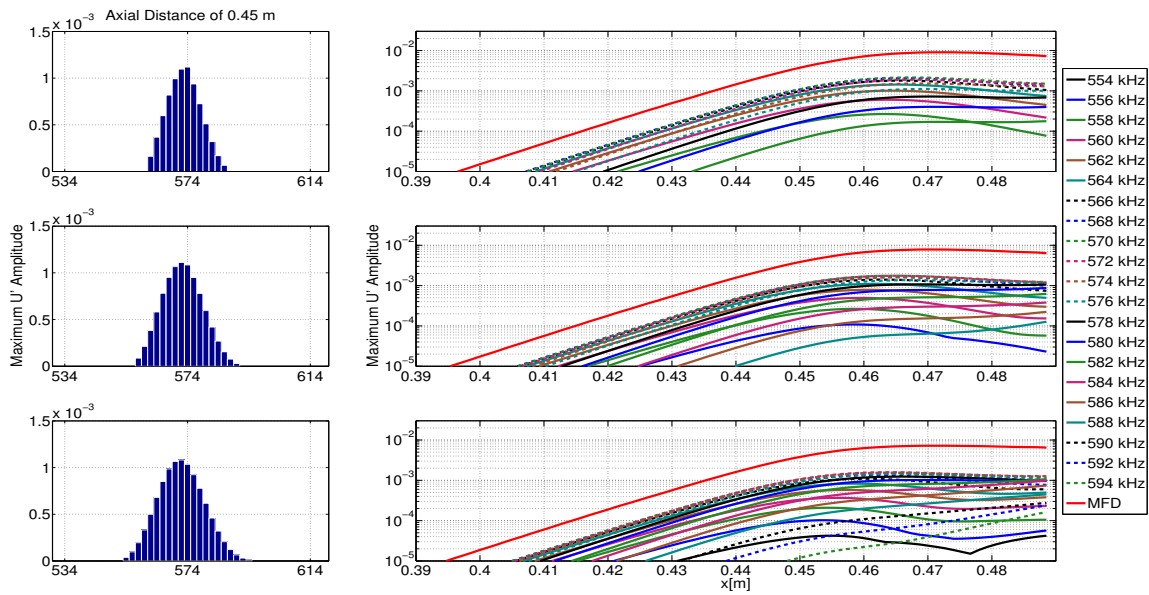 Axial Distance of 0.45 m
x 10⁻³
1.5
1
0.5
0
534 574 614
10⁻²
10⁻³
10⁻⁴
10⁻⁵
0.39 0.4 0.41 0.42 0.43 0.44 0.45 0.46 0.47 0.48
x 10⁻³
1.5
1
0.5
0
534 574 614
Maximum U' Amplitude
10⁻²
10⁻³
10⁻⁴
10⁻⁵
0.39 0.4 0.41 0.42 0.43 0.44 0.45 0.46 0.47 0.48
Maximum U' Amplitude
x 10⁻³
1.5
1
0.5
0
534 574 614
10⁻²
10⁻³
10⁻⁴
10⁻⁵
0.39 0.4 0.41 0.42 0.43 0.44 0.45 0.46 0.47 0.48
x[m]
554 kHz
556 kHz
558 kHz
560 kHz
562 kHz
564 kHz
566 kHz
568 kHz
570 kHz
572 kHz
574 kHz
576 kHz
578 kHz
580 kHz
582 kHz
584 kHz
586 kHz
588 kHz
590 kHz
592 kHz
594 kHz
MFD